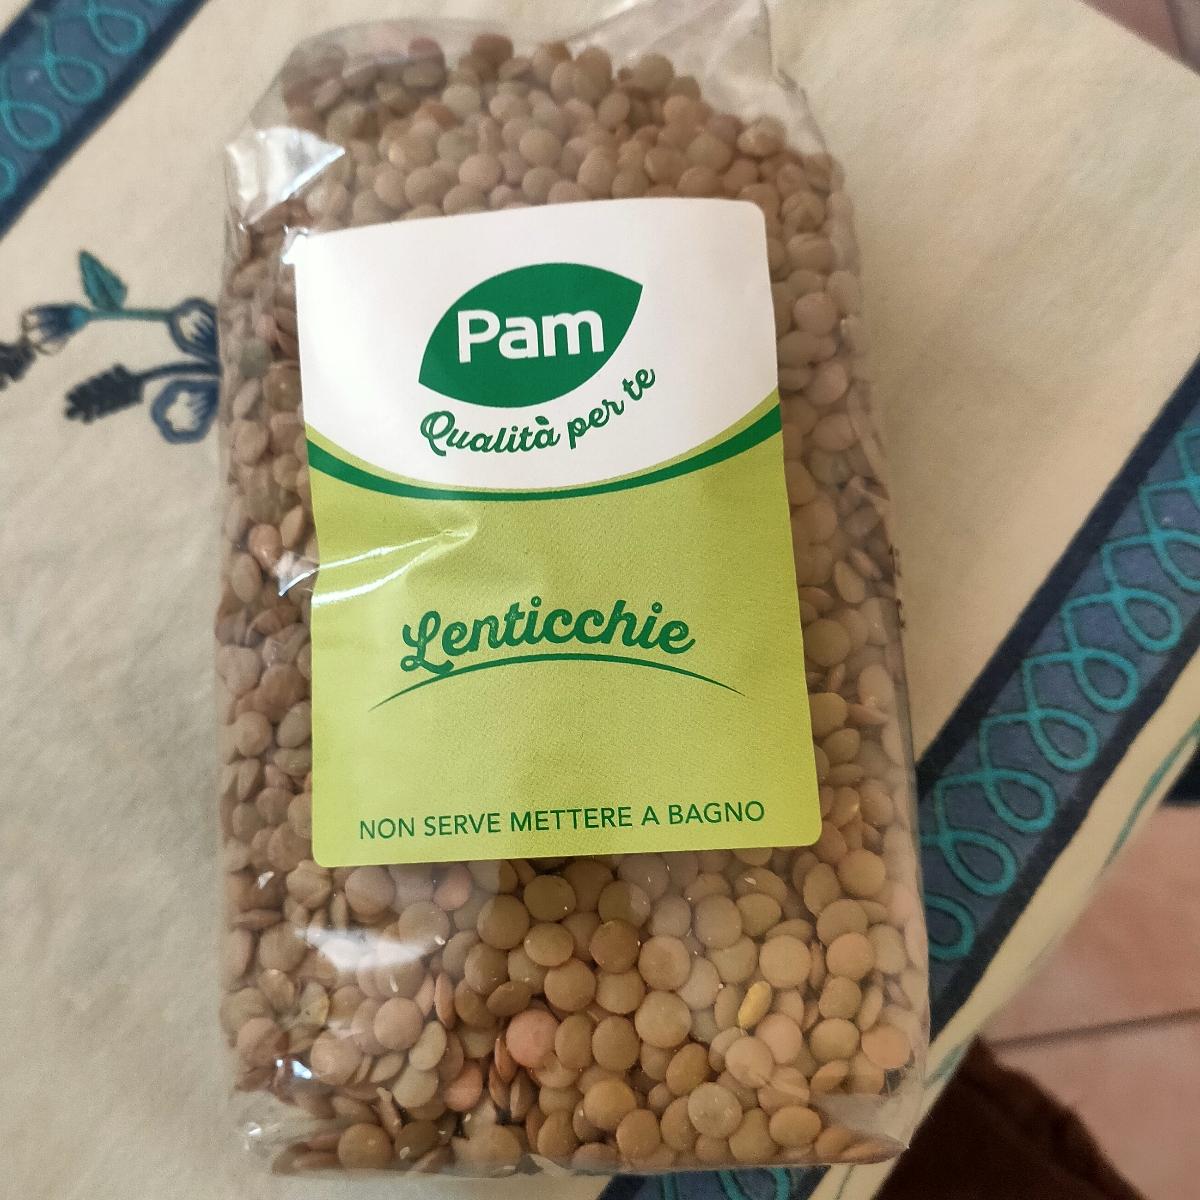 Pam
Qualità per te
Lenticchie
NON SERVE METTERE A BAGNO